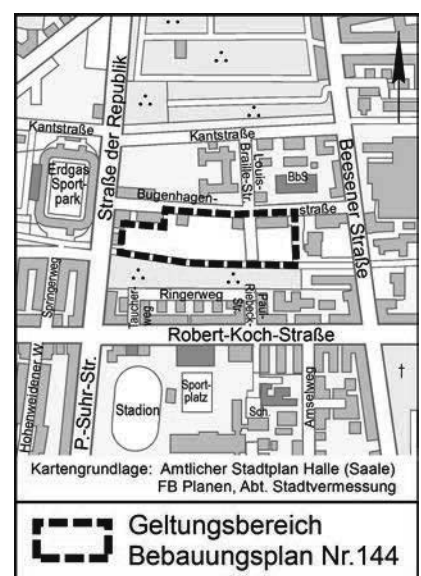 Straße der Republik
Kantstraße
Kantstraße
Erdgas
Sport-
park
Louis-
Braille-Str.
BbS
Beesener Straße
Bugenhagen-
straße
Springerweg
Taucher-
weg
Ringerweg
Paul-
Riebeck-
Str.
Robert-Koch-Straße
Hohenweidener W.
P.-Suhr-Str.
Stadion
Sport-
platz
Sch.
Amselweg
Kartengrundlage: Amtlicher Stadtplan Halle (Saale)
FB Planen, Abt. Stadtvermessung
Geltungsbereich
Bebauungsplan Nr.144